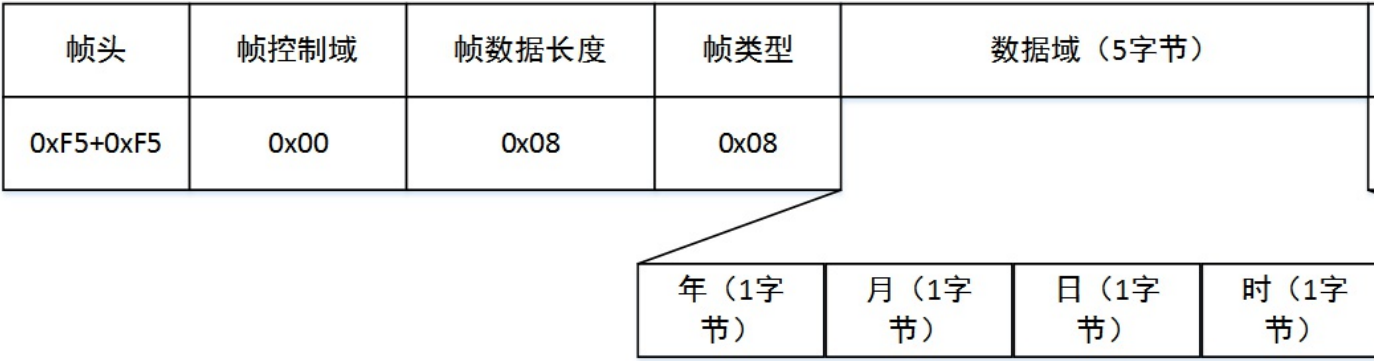 帧头 帧控制域 帧数据长度 帧类型 数据域（5字节）
0xF5+0xF5 0x00 0x08 0x08
年（1字 月（1字 日（1字 时（1字
节） 节） 节） 节）